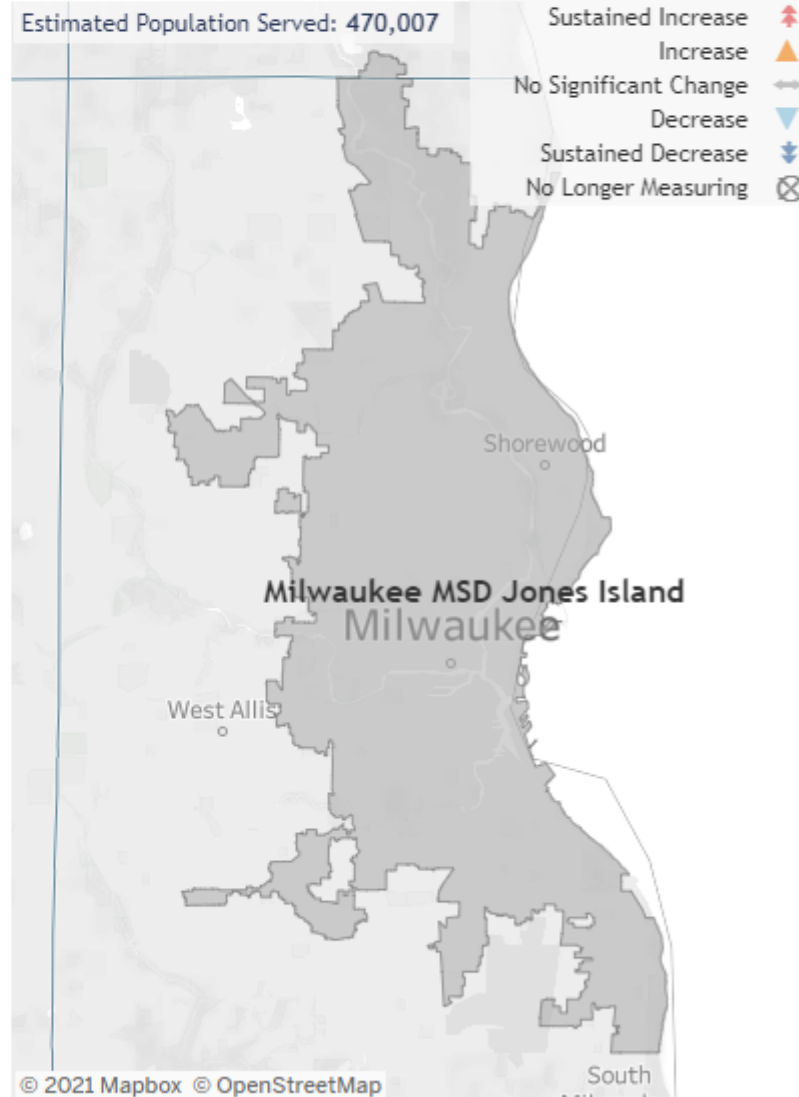 Estimated Population Served: 470,007
Sustained Increase
Increase
No Significant Change
Decrease
Sustained Decrease
No Longer Measuring
Shorewood
Milwaukee MSD Jones Island
Milwaukee
West Allis
South
© 2021 Mapbox © OpenStreetMap